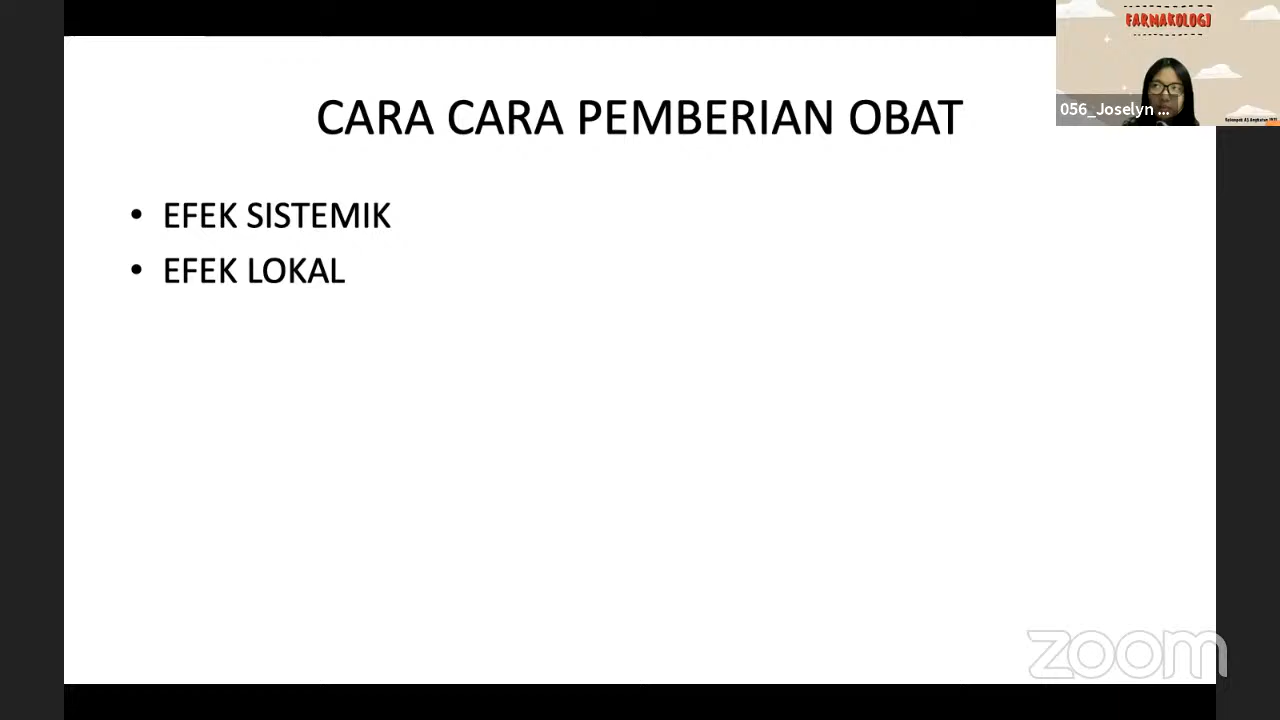 FARMAKOLOGI
056_Joselyn ...
CARA CARA PEMBERIAN OBAT
• EFEK SISTEMIK
• EFEK LOKAL
zoom